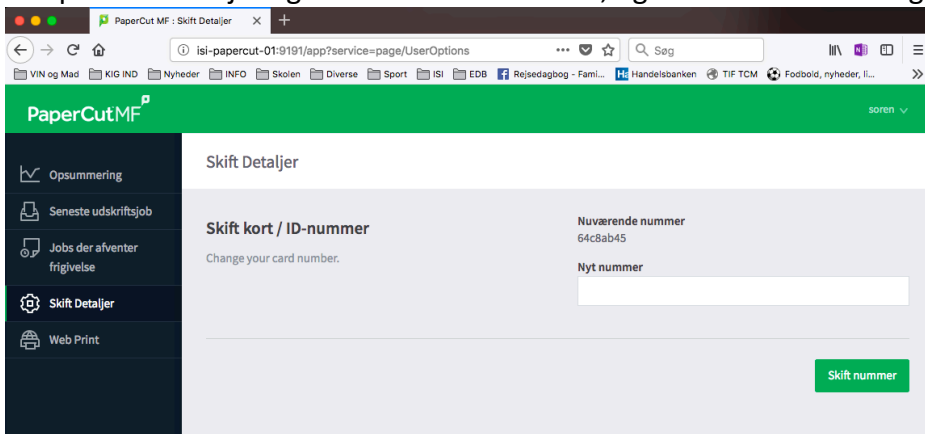 PaperCut MF : Skift Detaljer
isi-papercut-01:9191/app?service=page/UserOptions
Søg
VIN og Mad KIG IND Nyheder INFO Skolen Diverse Sport ISI EDB Rejsedagbog - Fami... Handelsbanken TIF TCM Fodbold, nyheder, li...
PaperCutMF
soren
Opsummering
Skift Detaljer
Seneste udskriftsjob
Jobs der afventer
frigivelse
Skift Detaljer
Web Print
Skift kort / ID-nummer
Change your card number.
Nuværende nummer
64c8ab45
Nyt nummer
Skift nummer